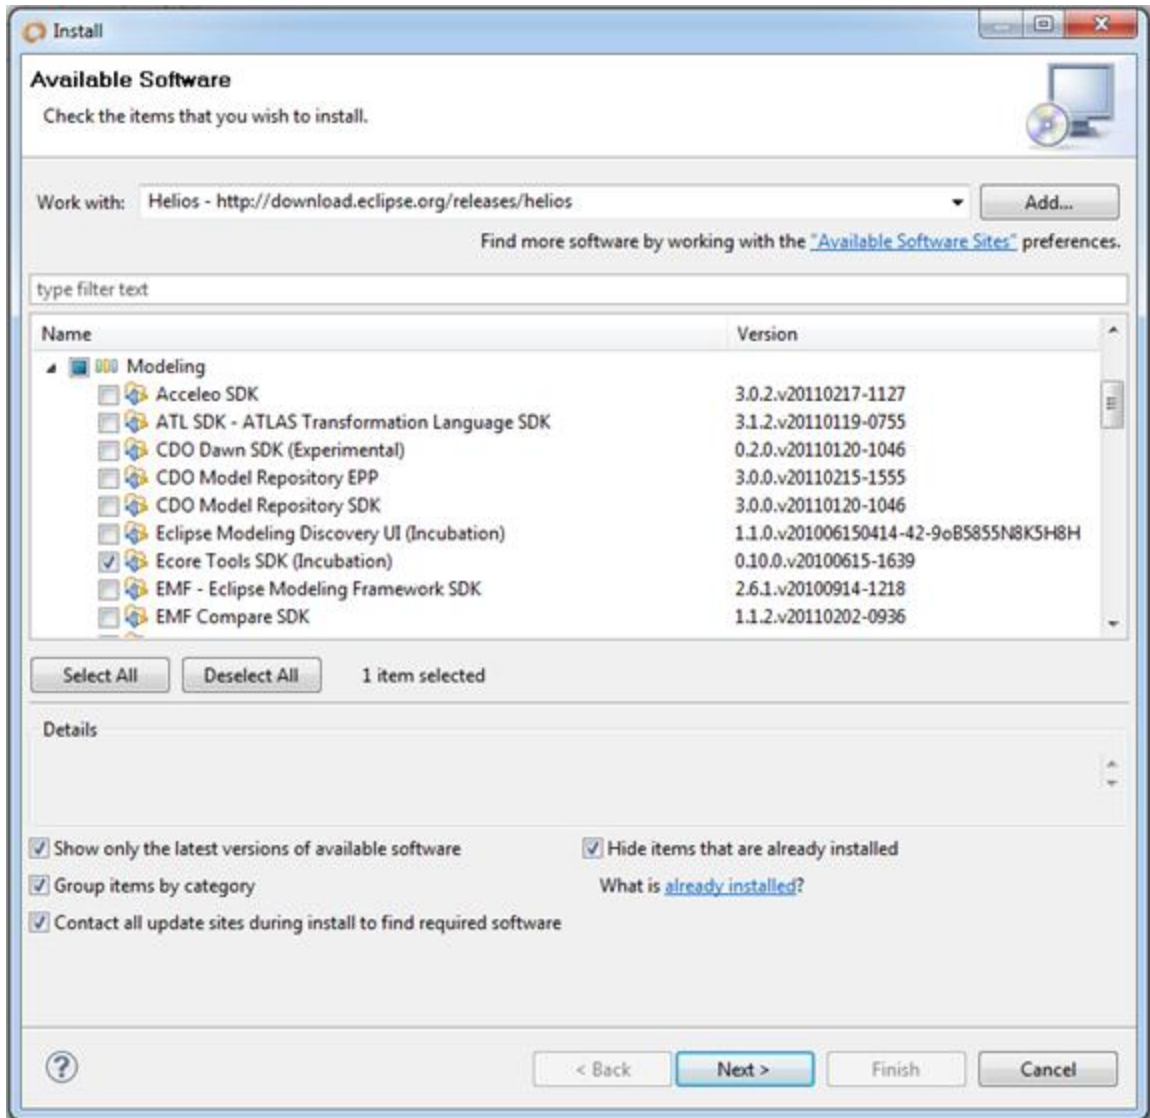 Install
Available Software
Check the items that you wish to install.
Work with: Helios - http://download.eclipse.org/releases/helios Add...
Find more software by working with the "Available Software Sites" preferences.
type filter text
Name Version
Modeling
Acceleo SDK 3.0.2.v20110217-1127
ATL SDK - ATLAS Transformation Language SDK 3.1.2.v20110119-0755
CDO Dawn SDK (Experimental) 0.2.0.v20110120-1046
CDO Model Repository EPP 3.0.0.v20110215-1555
CDO Model Repository SDK 3.0.0.v20110120-1046
Eclipse Modeling Discovery UI (Incubation) 1.1.0.v201006150414-42-9oB5855N8K5H8H
Ecore Tools SDK (Incubation) 0.10.0.v20100615-1639
EMF - Eclipse Modeling Framework SDK 2.6.1.v20100914-1218
EMF Compare SDK 1.1.2.v20110202-0936
Select All Deselect All 1 item selected
Details
Show only the latest versions of available software Hide items that are already installed
Group items by category What is already installed?
Contact all update sites during install to find required software
? < Back Next > Finish Cancel